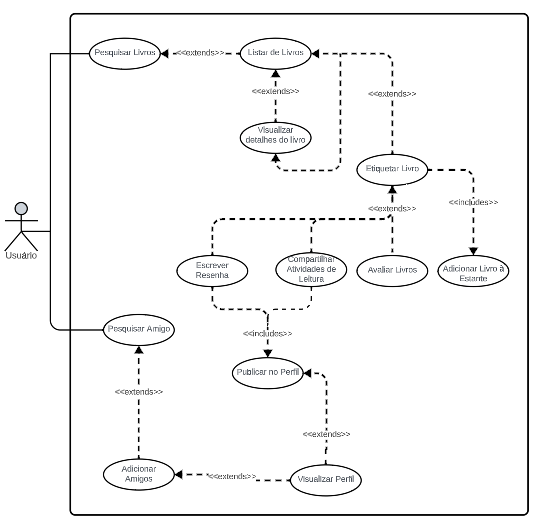 Pesquisar Livros
<<extends>>
Listar de Livros
<<extends>>
<<extends>>
Visualizar
detalhes do livro
Etiquetar Livro
<<extends>>
<<includes>>
Usuário
Escrever
Resenha
Compartilhar
Atividades de
Leitura
Avaliar Livros
Adicionar Livro à
Estante
Pesquisar Amigo
<<includes>>
Publicar no Perfil
<<extends>>
<<extends>>
Adicionar
Amigos
<<extends>>
Visualizar Perfil